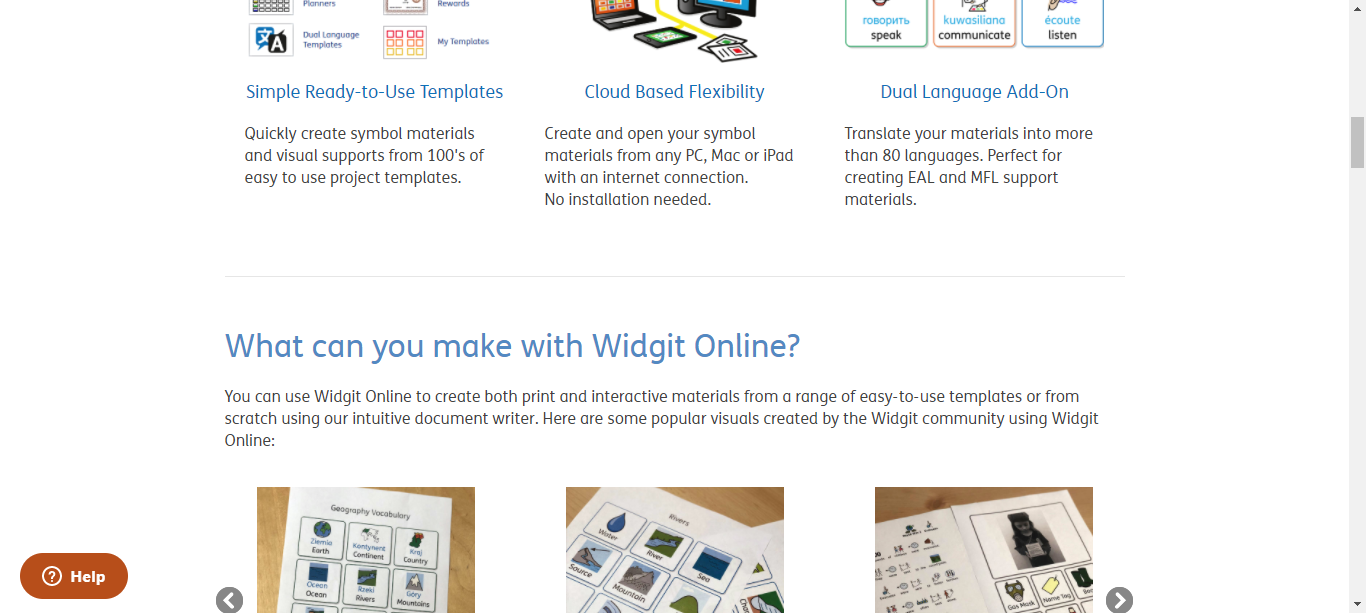 Planners
Rewards
Dual Language
Templates
My Templates
говорить
speak
kuwasiliana
communicate
écoute
listen
Simple Ready-to-Use Templates
Quickly create symbol materials
and visual supports from 100's of
easy to use project templates.
Cloud Based Flexibility
Create and open your symbol
materials from any PC, Mac or iPad
with an internet connection.
No installation needed.
Dual Language Add-On
Translate your materials into more
than 80 languages. Perfect for
creating EAL and MFL support
materials.
What can you make with Widgit Online?
You can use Widgit Online to create both print and interactive materials from a range of easy-to-use templates or from
scratch using our intuitive document writer. Here are some popular visuals created by the Widgit community using Widgit
Online:
Geography Vocabulary
Ziemia
Earth
Kontynent
Continent
Kraj
Country
Ocean
Ocean
Rzeki
Rivers
Góry
Mountains
Rivers
Water
River
Sea
Source
Mountain
Gas Mask
Name Tag
Help